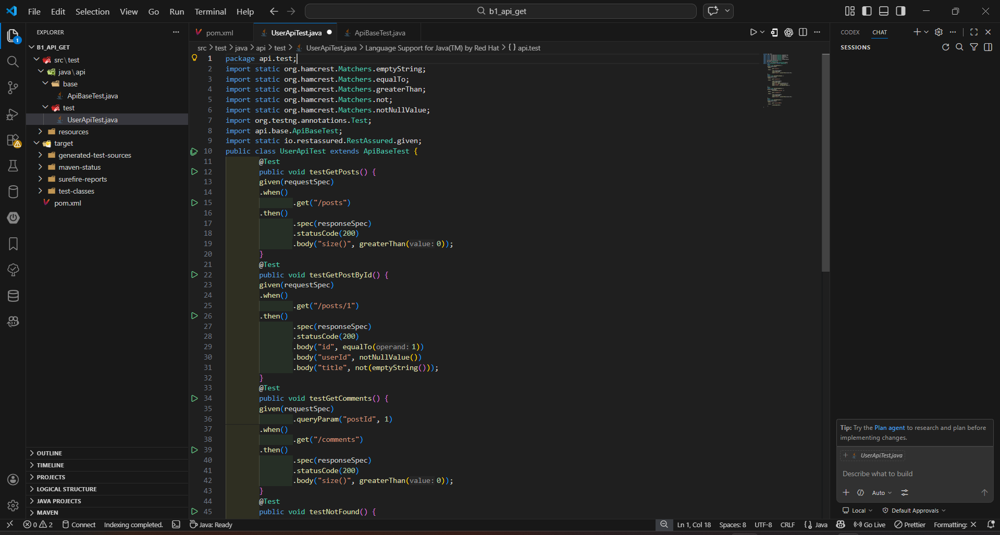 File Edit Selection View Go Run Terminal Help
b1_api_get
EXPLORER
B1_API_GET
src\test
java\api
base
ApiBaseTest.java
test
UserApiTest.java
resources
target
generated-test-sources
maven-status
surefire-reports
test-classes
pom.xml
OUTLINE
TIMELINE
PROJECTS
LOGICAL STRUCTURE
JAVA PROJECTS
MAVEN
pom.xml UserApiTest.java ApiBaseTest.java
src > test > java > api > test > UserApiTest.java > Language Support for Java(TM) by Red Hat > {} api.test
1 package api.test;
2 import static org.hamcrest.Matchers.emptyString;
3 import static org.hamcrest.Matchers.equalTo;
4 import static org.hamcrest.Matchers.greaterThan;
5 import static org.hamcrest.Matchers.not;
6 import static org.hamcrest.Matchers.notNullValue;
7 import org.testng.annotations.Test;
8 import api.base.ApiBaseTest;
9 import static io.restassured.RestAssured.given;
10 public class UserApiTest extends ApiBaseTest {
11 @Test
12 public void testGetPosts() {
13 given(requestSpec)
14 .when()
15 .get("/posts")
16 .then()
17 .spec(responseSpec)
18 .statusCode(200)
19 .body("size()", greaterThan(value: 0));
20 }
21 @Test
22 public void testGetPostById() {
23 given(requestSpec)
24 .when()
25 .get("/posts/1")
26 .then()
27 .spec(responseSpec)
28 .statusCode(200)
29 .body("id", equalTo(operand: 1))
30 .body("userId", notNullValue())
31 .body("title", not(emptyString()));
32 }
33 @Test
34 public void testGetComments() {
35 given(requestSpec)
36 .queryParam("postId", 1)
37 .when()
38 .get("/comments")
39 .then()
40 .spec(responseSpec)
41 .statusCode(200)
42 .body("size()", greaterThan(value: 0));
43 }
44 @Test
45 public void testNotFound() {
CODEX CHAT
SESSIONS
Tip: Try the Plan agent to research and plan before
implementing changes.
+ UserApiTest.java
Describe what to build
Auto
Local Default Approvals
0 2 Connect Indexing completed. Java: Ready
Ln 1, Col 18 Spaces: 8 UTF-8 CRLF {} Java Go Live Prettier Formatting: ✕
1